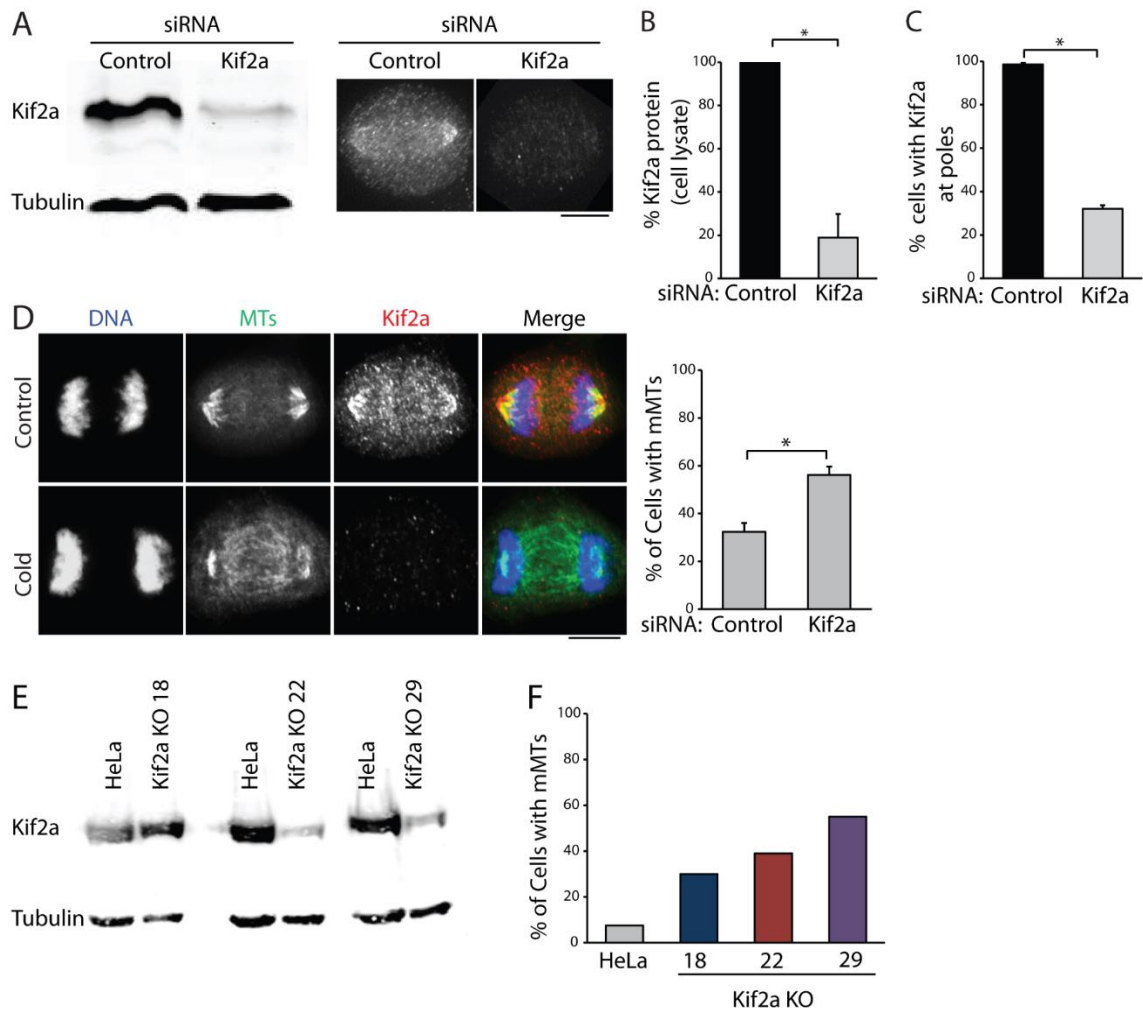 A
siRNA
Control Kif2a
Kif2a
Tubulin
siRNA
Control Kif2a
B
*
% Kif2a protein
(cell lysate)
100
80
60
40
20
0
siRNA: Control Kif2a
C
*
% cells with Kif2a
at poles
100
80
60
40
20
0
siRNA: Control Kif2a
D
DNA MTs Kif2a Merge
Control
Cold
% of Cells with mMTs
100
80
60
40
20
0
*
siRNA: Control Kif2a
E
HeLa
Kif2a KO 18
HeLa
Kif2a KO 22
HeLa
Kif2a KO 29
Kif2a
Tubulin
F
% of Cells with mMTs
100
80
60
40
20
0
HeLa 18 22 29
Kif2a KO